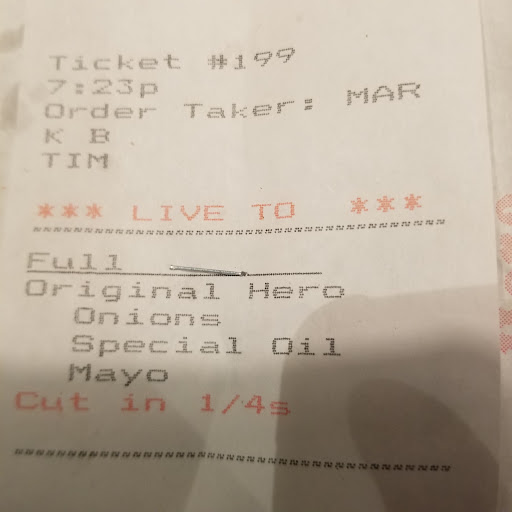 Ticket #199
7:23p
Order Taker: MAR
K B
TIM
*** LIVE TO ***
Full
Original Hero
Onions
Special Oil
Mayo
Cut in 1/4s